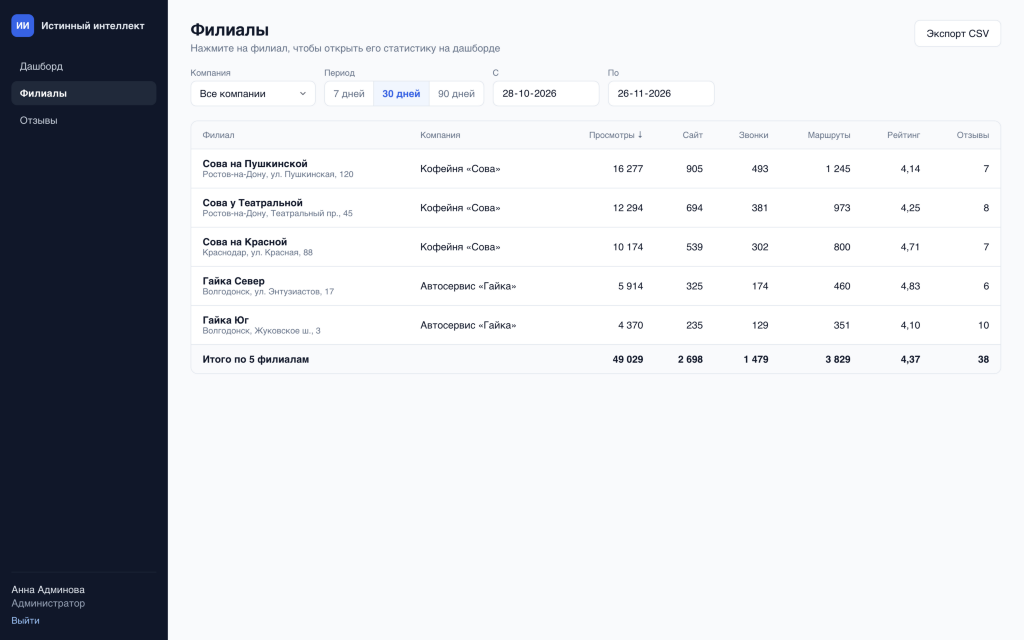 ИИ Истинный интеллект
Дашборд
Филиалы
Отзывы
Анна Админова
Администратор
Выйти
Филиалы
Нажмите на филиал, чтобы открыть его статистику на дашборде
Экспорт CSV
Компания Период С По
Все компании 7 дней 30 дней 90 дней 28-10-2026 26-11-2026
Филиал Компания Просмотры ↓ Сайт Звонки Маршруты Рейтинг Отзывы
Сова на Пушкинской
Ростов-на-Дону, ул. Пушкинская, 120
Кофейня «Сова» 16 277 905 493 1 245 4,14 7
Сова у Театральной
Ростов-на-Дону, Театральный пр., 45
Кофейня «Сова» 12 294 694 381 973 4,25 8
Сова на Красной
Краснодар, ул. Красная, 88
Кофейня «Сова» 10 174 539 302 800 4,71 7
Гайка Север
Волгодонск, ул. Энтузиастов, 17
Автосервис «Гайка» 5 914 325 174 460 4,83 6
Гайка Юг
Волгодонск, Жуковское ш., 3
Автосервис «Гайка» 4 370 235 129 351 4,10 10
Итого по 5 филиалам 49 029 2 698 1 479 3 829 4,37 38